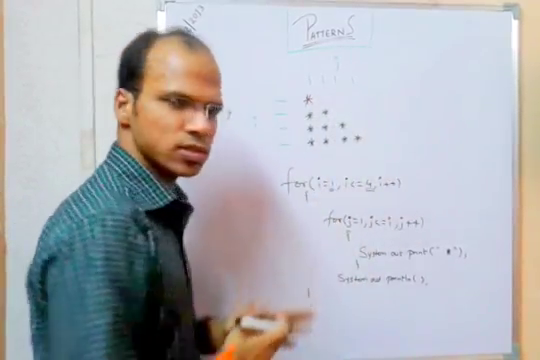 PATTERNS
*
* *
* * *
* * * *
for(i=1,i<=4,i++)
for(j=1,j<=i,j++)
System.out.print("*");
System.out.println();